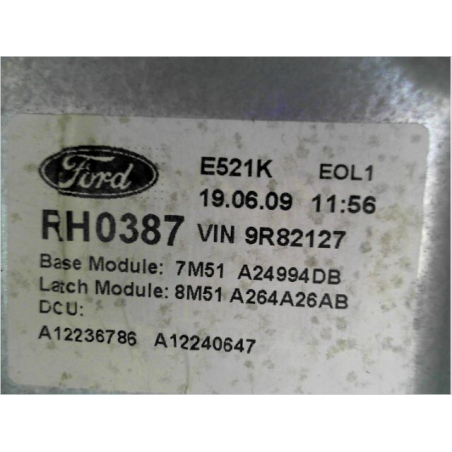 Ford E521K EOL1
19.06.09 11:56
RH0387 VIN 9R82127
Base Module: 7M51 A24994DB
Latch Module: 8M51 A264A26AB
DCU:
A12236786 A12240647